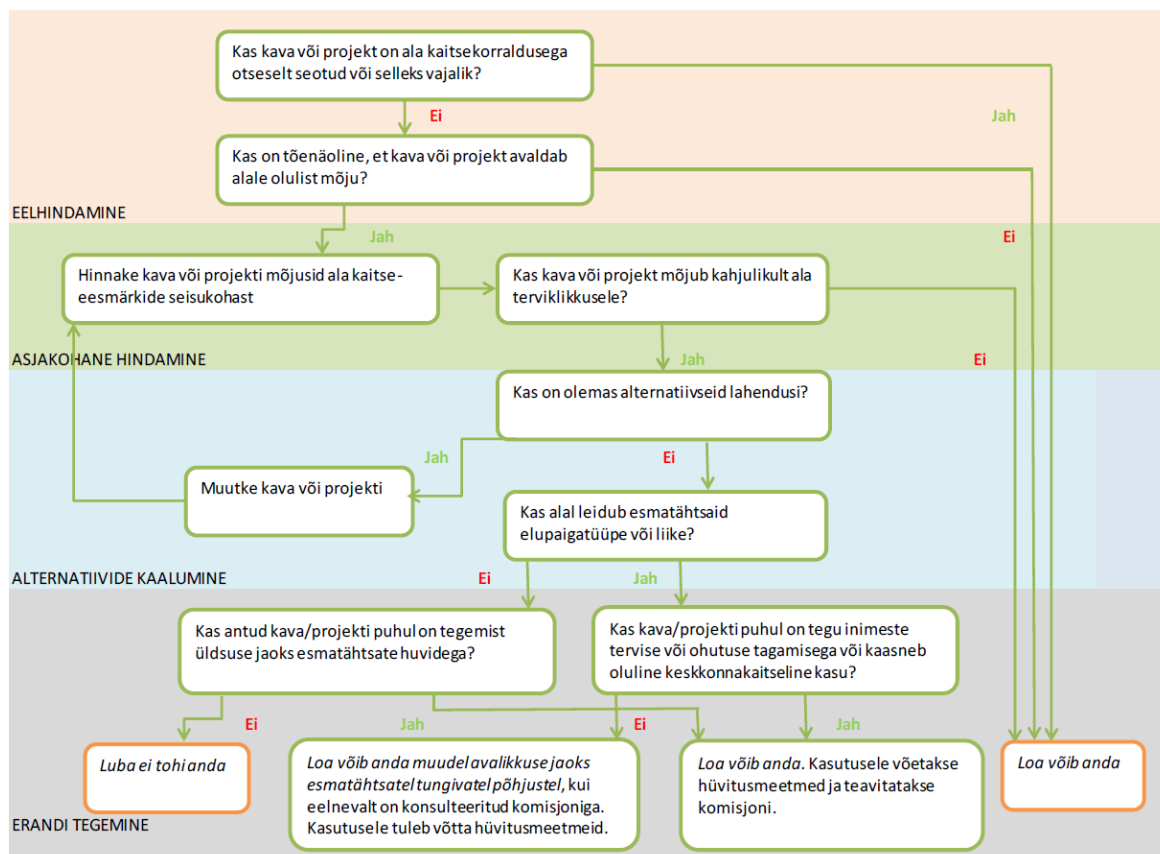 Kas kava või projekt on ala kaitsekorraldusega
otseselt seotud või selleks vajalik?
Ei
Jah
Kas on tõenäoline, et kava või projekt avaldab
alale olulist mõju?
EELHINDAMINE
Jah
Ei
Hinnake kava või projekti mõjusid ala kaitse-
eesmärkide seisukohast
Kas kava või projekt mõjub kahjulikult ala
terviklikkusele?
ASJAKOHANE HINDAMINE
Jah
Ei
Kas on olemas alternatiivseid lahendusi?
Jah
Ei
Muutke kava või projekti
Kas alal leidub esmatähtsaid
elupaigatüüpe või liike?
ALTERNATIIVIDE KAALUMINE
Ei
Jah
Kas antud kava/projekti puhul on tegemist
üldsuse jaoks esmatähtsate huvidega?
Kas kava/projekti puhul on tegu inimeste
tervise või ohutuse tagamisega või kaasneb
oluline keskkonnakaitseline kasu?
Ei
Jah
Ei
Jah
Luba ei tohi anda
Loa võib anda muudel avalikkuse jaoks
esmatähtsatel tungivatel põhjustel, kui
eelnevalt on konsulteeritud komisjoniga.
Kasutusele tuleb võtta hüvitusmeetmeid.
Loa võib anda. Kasutusele võetakse
hüvitusmeetmed ja teavitatakse
komisjoni.
Loa võib anda
ERANDI TEGEMINE